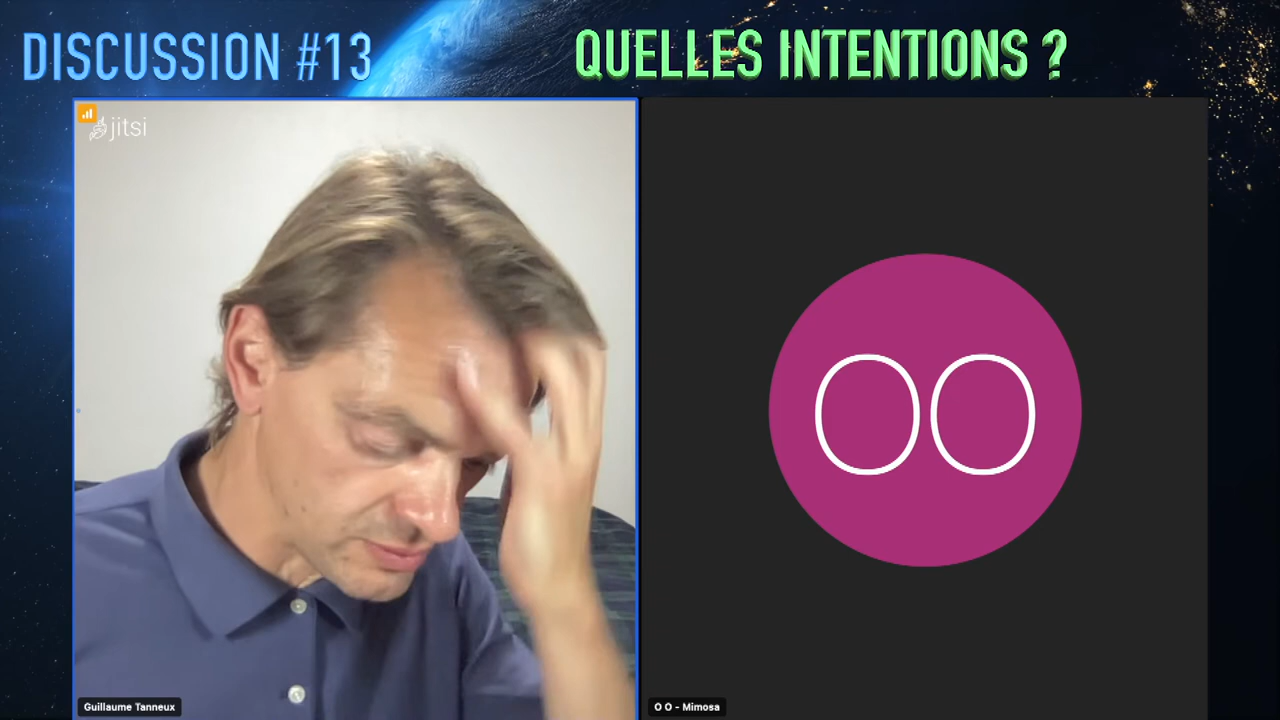 DISCUSSION #13
QUELLES INTENTIONS ?
jitsi
OO
Guillaume Tanneux
O O - Mimosa